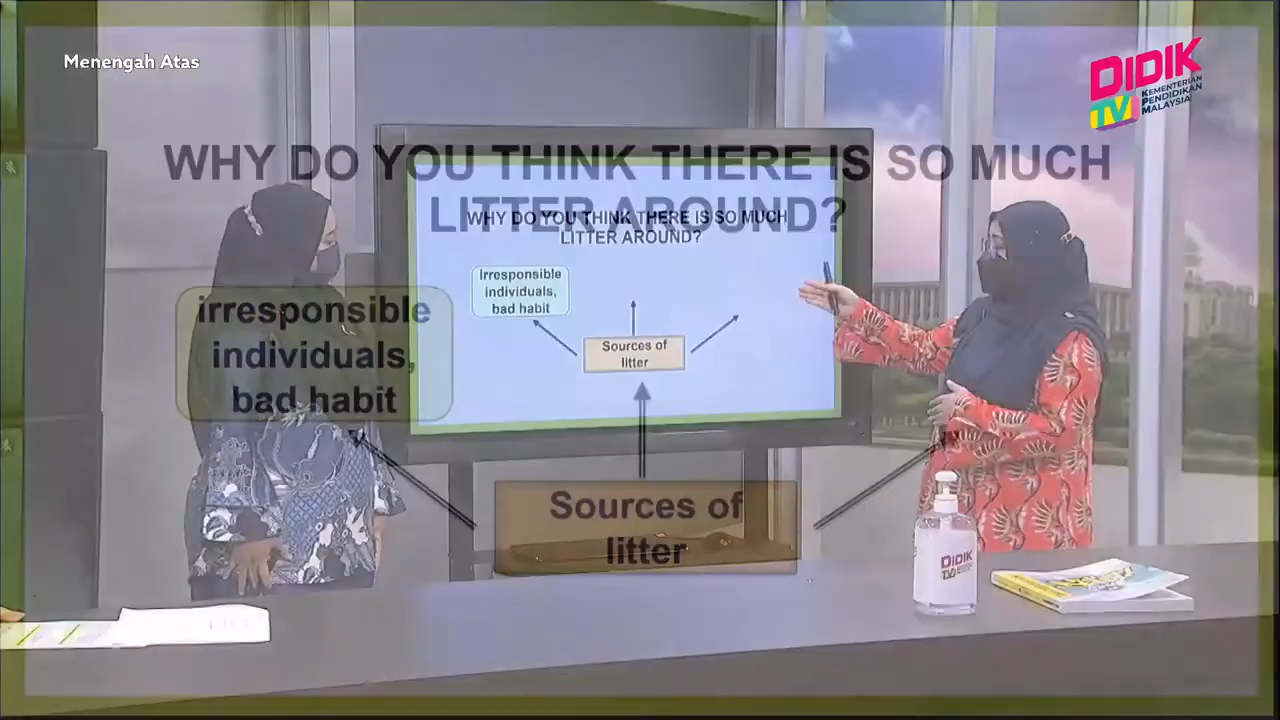 Menengah Atas
DIDIK
TV
KEMENTERIAN
PENDIDIKAN
MALAYSIA
WHY DO YOU THINK THERE IS SO MUCH
LITTER AROUND?
WHY DO YOU THINK THERE IS SO MUCH
LITTER AROUND?
Irresponsible
individuals,
bad habit
Sources of
litter
irresponsible
individuals,
bad habit
Sources of
litter
DIDIK
TV